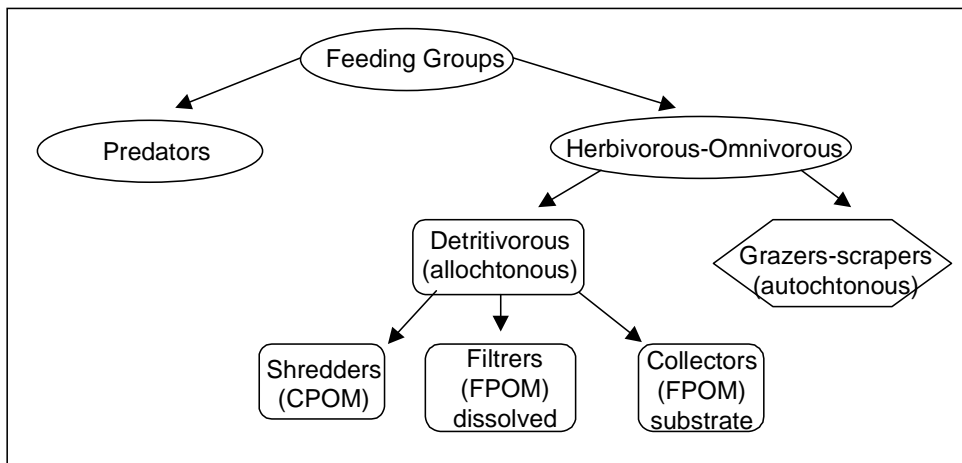 Feeding Groups
Predators
Herbivorous-Omnivorous
Detritivorous
(allochtonous)
Grazers-scrapers
(autochtonous)
Shredders
(CPOM)
Filtrers
(FPOM)
dissolved
Collectors
(FPOM)
substrate